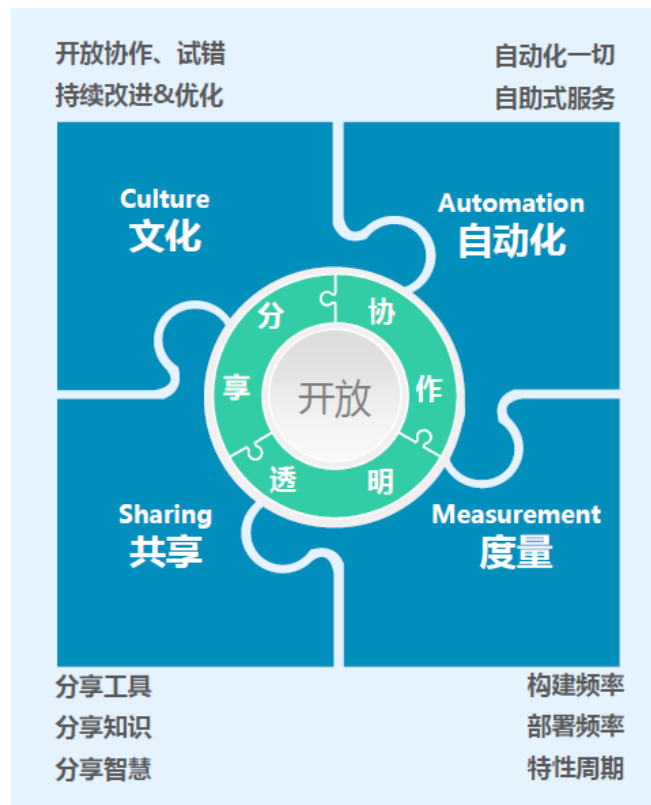 开放协作、试错
持续改进&优化
自动化一切
自助式服务
Culture
文化
Automation
自动化
分享
协作
开放
透明
Sharing
共享
Measurement
度量
分享工具
分享知识
分享智慧
构建频率
部署频率
特性周期